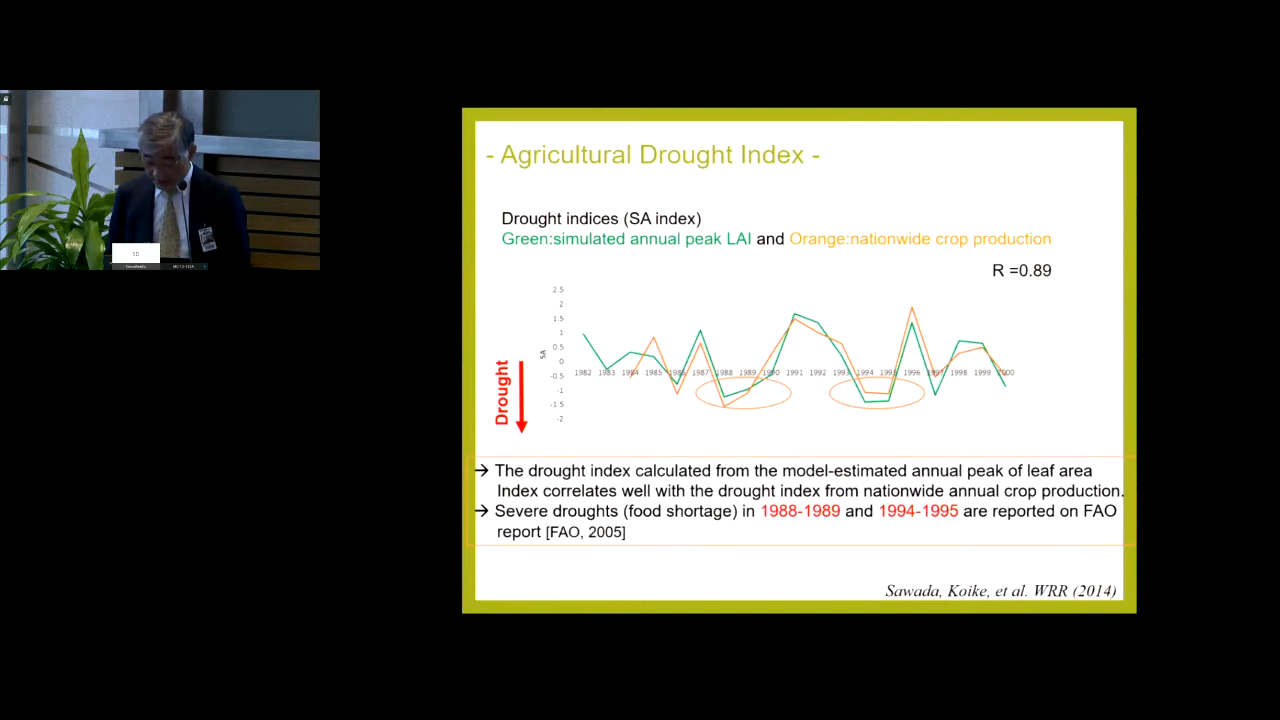 - Agricultural Drought Index -
Drought indices (SA index)
Green:simulated annual peak LAI and Orange:nationwide crop production
R =0.89
2.5
2
1.5
1
0.5
0
-0.5
-1
-1.5
-2
SA
1982 1983 1984 1985 1986 1987 1988 1989 1990 1991 1992 1993 1994 1995 1996 1997 1998 1999 2000
Drought
→ The drought index calculated from the model-estimated annual peak of leaf area
Index correlates well with the drought index from nationwide annual crop production.
→ Severe droughts (food shortage) in 1988-1989 and 1994-1995 are reported on FAO
report [FAO, 2005]
Sawada, Koike, et al. WRR (2014)